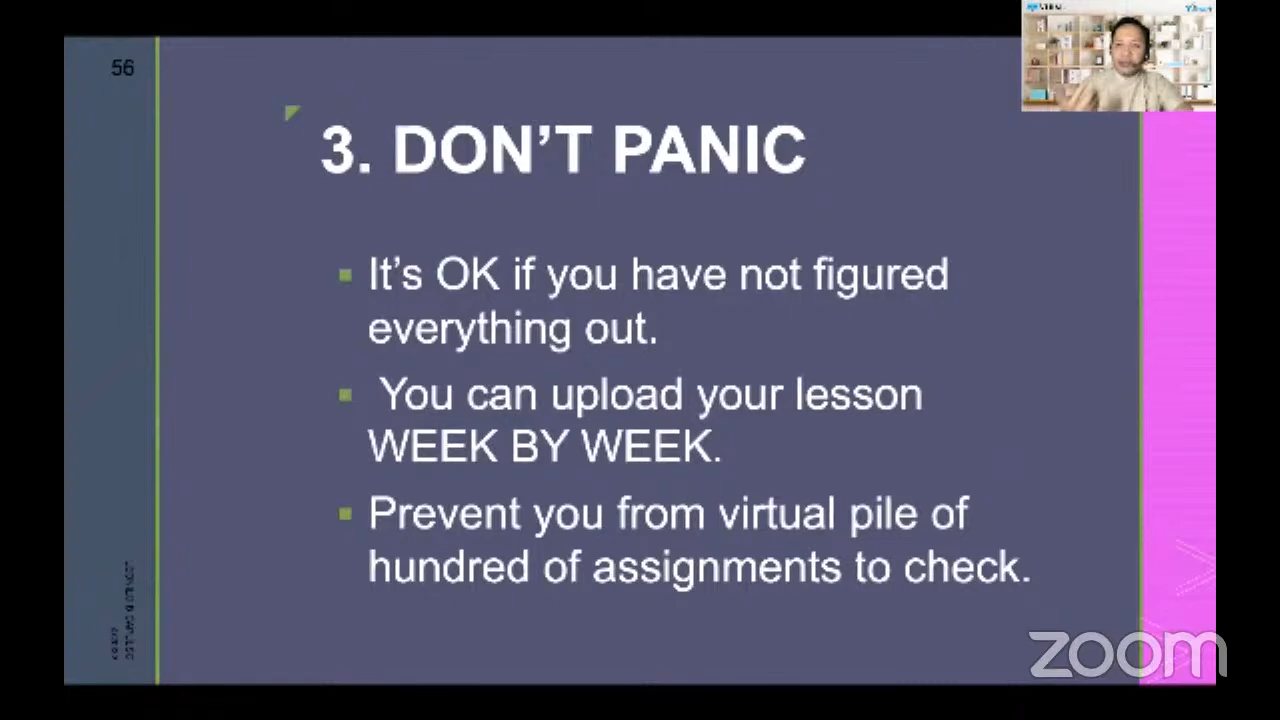 56
3. DON’T PANIC
It’s OK if you have not figured
everything out.
You can upload your lesson
WEEK BY WEEK.
Prevent you from virtual pile of
hundred of assignments to check.
zoom